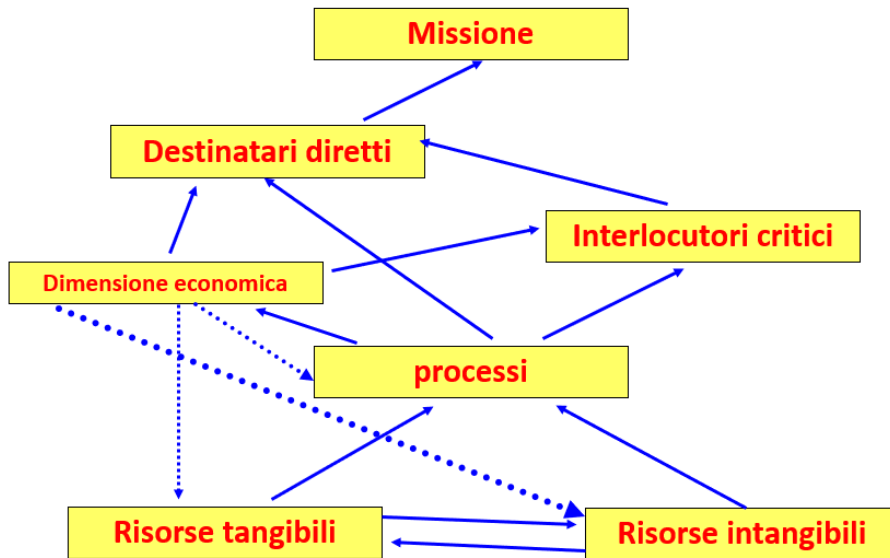 Missione
Destinatari diretti
Interlocutori critici
Dimensione economica
processi
Risorse tangibili
Risorse intangibili